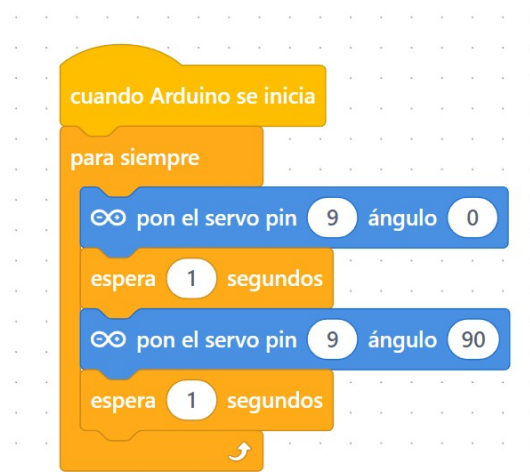 cuando Arduino se inicia
para siempre
pon el servo pin 9 ángulo 0
espera 1 segundos
pon el servo pin 9 ángulo 90
espera 1 segundos